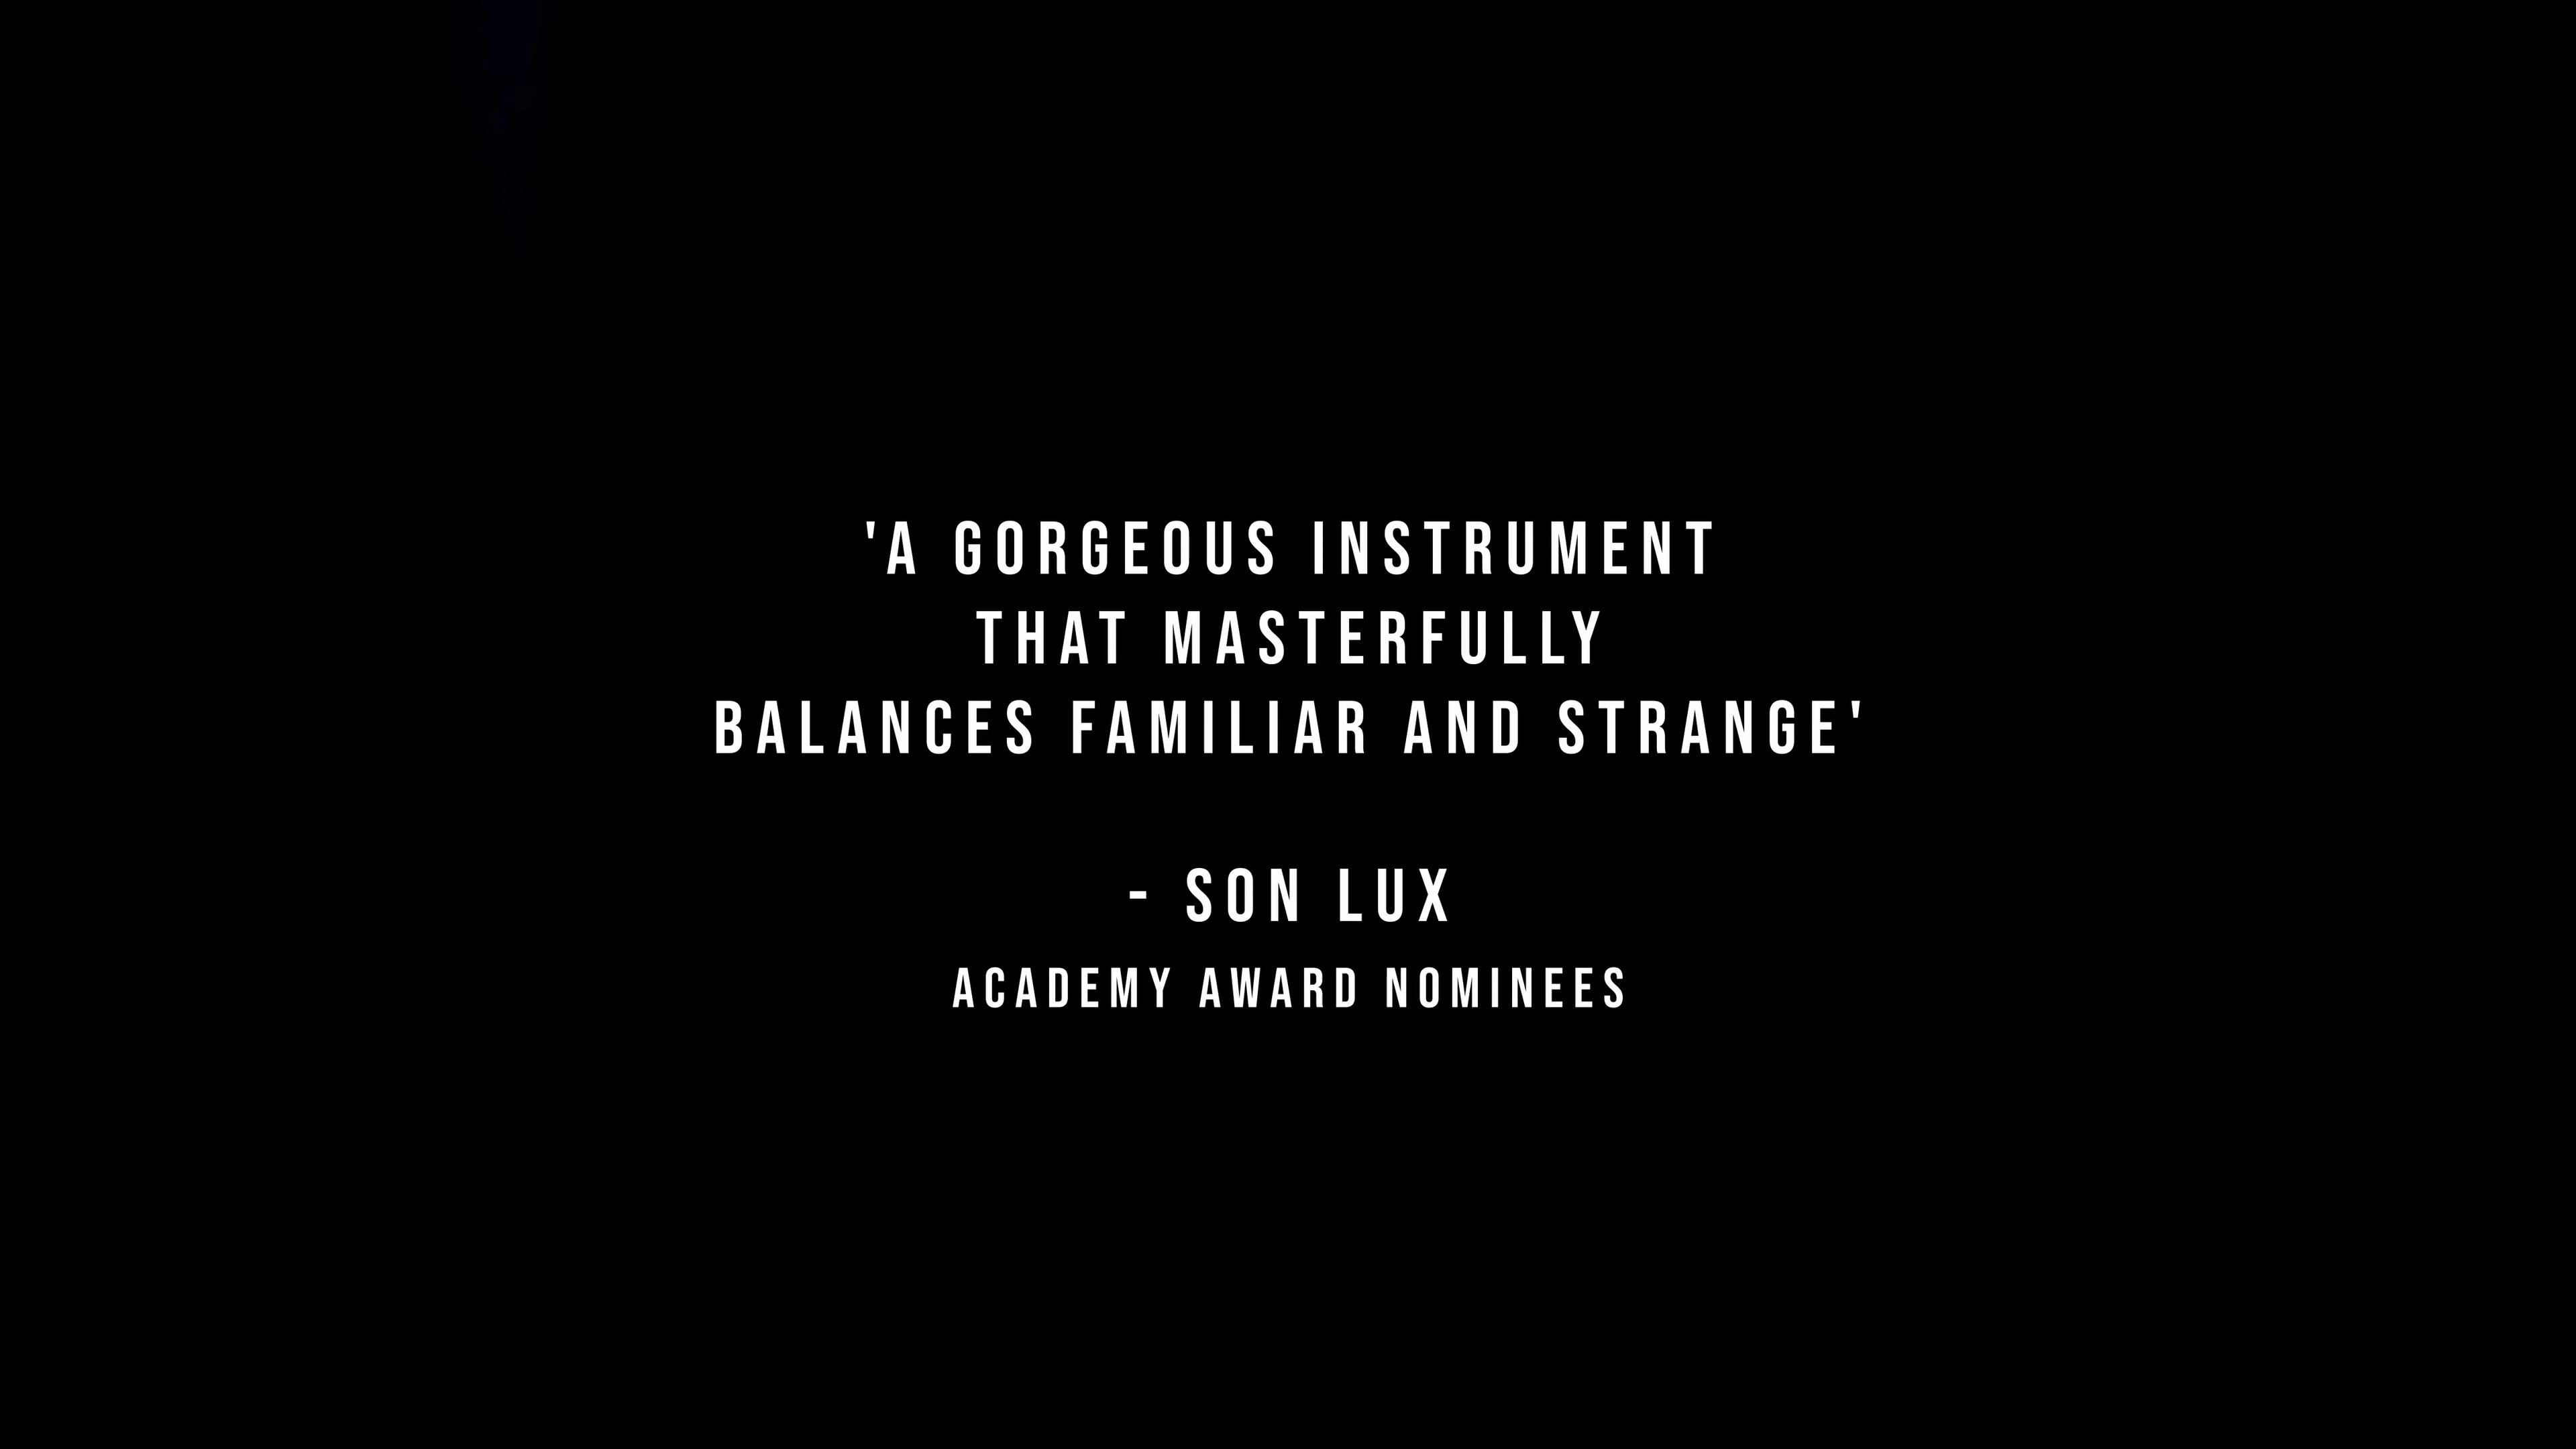 'A GORGEOUS INSTRUMENT
THAT MASTERFULLY
BALANCES FAMILIAR AND STRANGE'
- SON LUX
ACADEMY AWARD NOMINEES